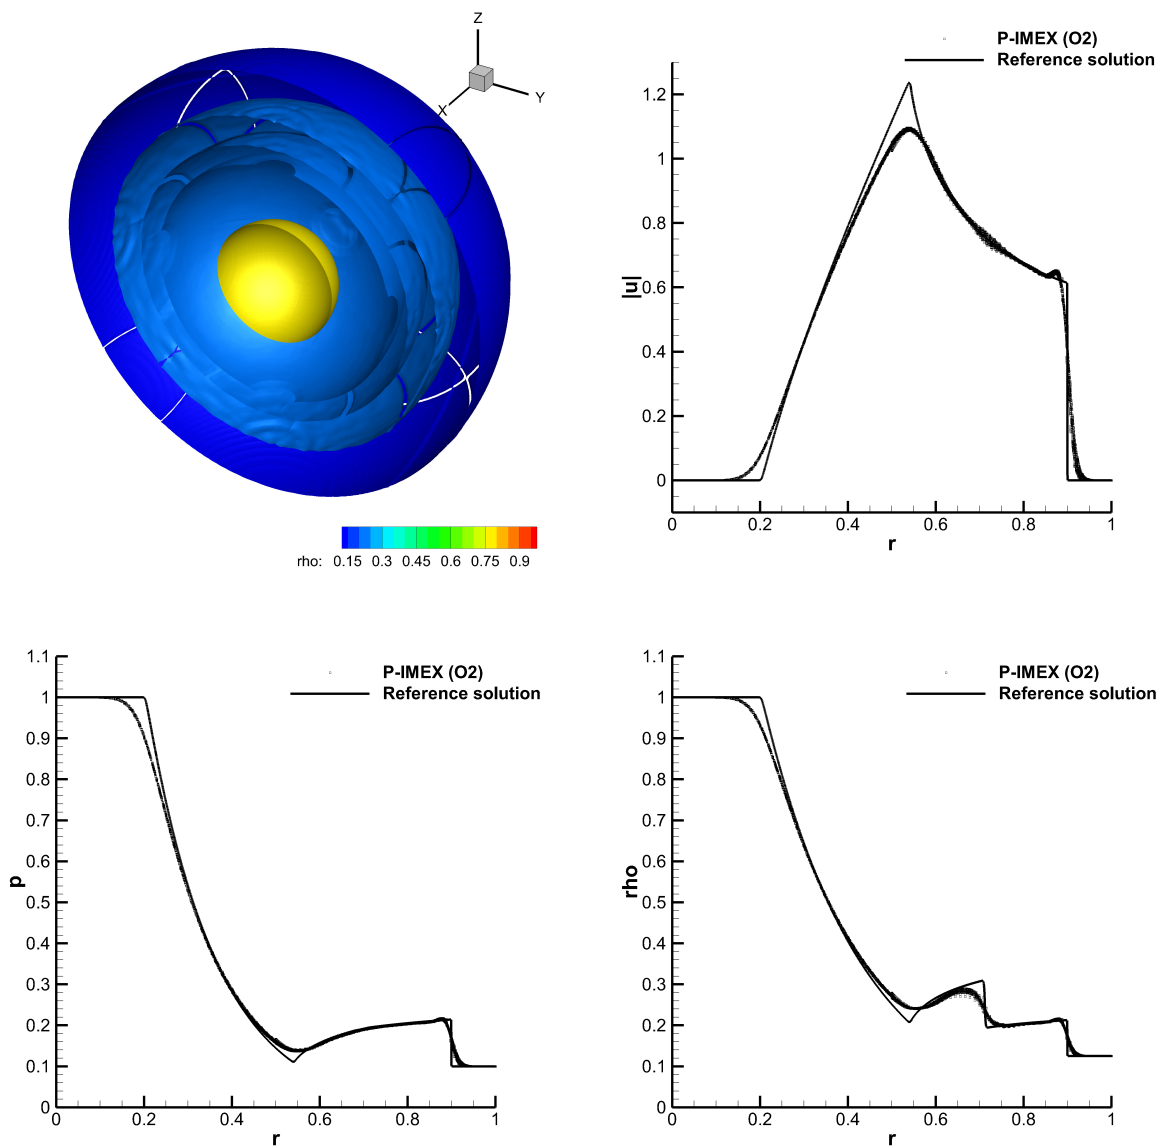 Z
X
Y
rho: 0.15 0.3 0.45 0.6 0.75 0.9
P-IMEX (O2)
Reference solution
|u|
1.2
1
0.8
0.6
0.4
0.2
0
0 0.2 0.4 0.6 0.8 1
r
P-IMEX (O2)
Reference solution
p
1.1
1
0.9
0.8
0.7
0.6
0.5
0.4
0.3
0.2
0.1
0
0 0.2 0.4 0.6 0.8 1
r
P-IMEX (O2)
Reference solution
rho
1.1
1
0.9
0.8
0.7
0.6
0.5
0.4
0.3
0.2
0.1
0
0 0.2 0.4 0.6 0.8 1
r